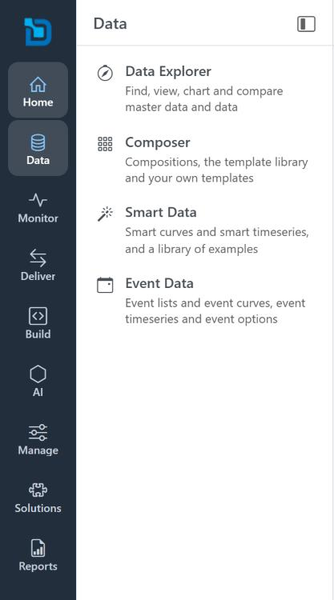 Data
Home
Data
Monitor
Deliver
Build
AI
Manage
Solutions
Reports
Data Explorer
Find, view, chart and compare
master data and data
Composer
Compositions, the template library
and your own templates
Smart Data
Smart curves and smart timeseries,
and a library of examples
Event Data
Event lists and event curves, event
timeseries and event options